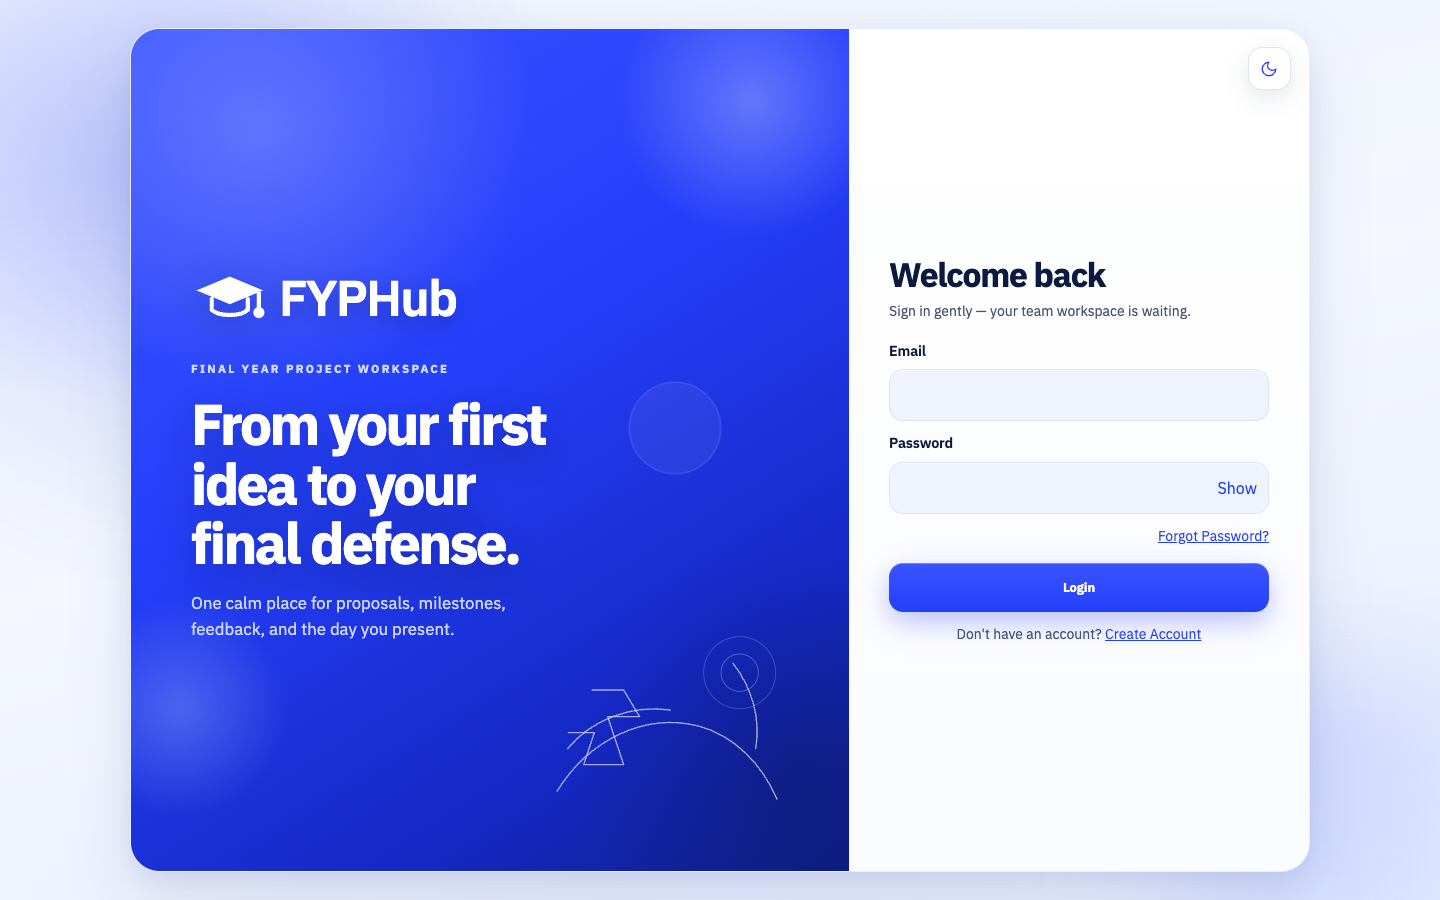 FYPHub
FINAL YEAR PROJECT WORKSPACE
From your first
idea to your
final defense.
One calm place for proposals, milestones,
feedback, and the day you present.
Welcome back
Sign in gently — your team workspace is waiting.
Email
Password
Show
Forgot Password?
Login
Don't have an account? Create Account